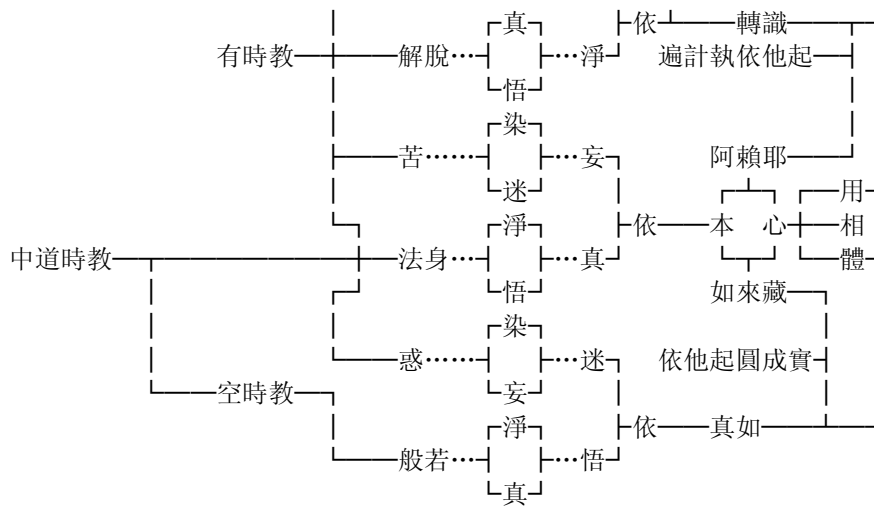 真 依 轉識
有時教 解脫…  …淨 遍計執依他起
悟
染
苦……  …妄 阿賴耶
迷 用
淨 依 本 心 相
中道時教 法身…  …真 體
悟 如來藏
染
惑……  …迷 依他起圓成實
空時教 妄
淨 依 真如
般若…  …悟
真